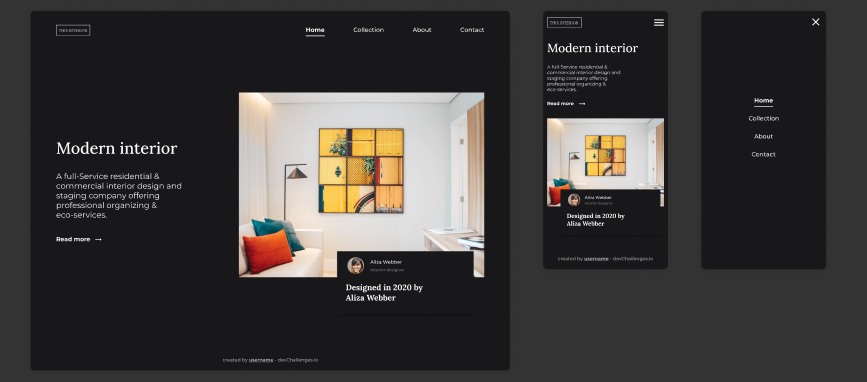 THIS INTERIOR
Home
Collection
About
Contact
Modern interior
A full-Service residential &
commercial interior design and
staging company offering
professional organizing &
eco-services.
Read more
Aliza Webber
Interior designer
Designed in 2020 by
Aliza Webber
created by username - devChallenges.io
THIS INTERIOR
Modern interior
A full-Service residential &
commercial interior design and
staging company offering
professional organizing &
eco-services.
Read more
Aliza Webber
Interior designer
Designed in 2020 by
Aliza Webber
created by username - devChallenges.io
Home
Collection
About
Contact